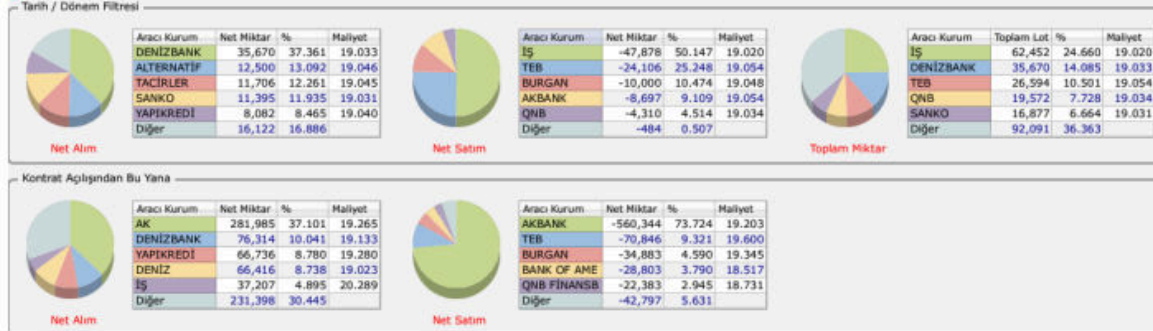 Tarih / Dönem Filtresi
Aracı Kurum Net Miktar % Maliyet
DENİZBANK 35,670 37.361 19.033
ALTERNATİF 12,500 13.092 19.046
TACİRLER 11,706 12.261 19.045
SANKO 11,395 11.935 19.031
YAPIKREDİ 8,082 8.465 19.040
Diğer 16,122 16.886
Net Alım
Aracı Kurum Net Miktar % Maliyet
İŞ -47,878 50.147 19.020
TEB -24,106 25.248 19.054
BURGAN -10,000 10.474 19.048
AKBANK -8,697 9.109 19.054
QNB -4,310 4.514 19.034
Diğer -484 0.507
Net Satım
Aracı Kurum Toplam Lot % Maliyet
İŞ 62,452 24.660 19.020
DENİZBANK 35,670 14.085 19.033
TEB 26,594 10.501 19.054
QNB 19,572 7.728 19.034
SANKO 16,877 6.664 19.031
Diğer 92,091 36.363
Toplam Miktar
Kontrat Açılışından Bu Yana
Aracı Kurum Net Miktar % Maliyet
AK 281,985 37.101 19.265
DENİZBANK 76,314 10.041 19.133
YAPIKREDİ 66,736 8.780 19.280
DENİZ 66,416 8.738 19.023
İŞ 37,207 4.895 20.289
Diğer 231,398 30.445
Net Alım
Aracı Kurum Net Miktar % Maliyet
AKBANK -560,344 73.724 19.203
TEB -70,846 9.321 19.600
BURGAN -34,883 4.590 19.345
BANK OF AME -28,803 3.790 18.517
QNB FİNANSB -22,383 2.945 18.731
Diğer -42,797 5.631
Net Satım